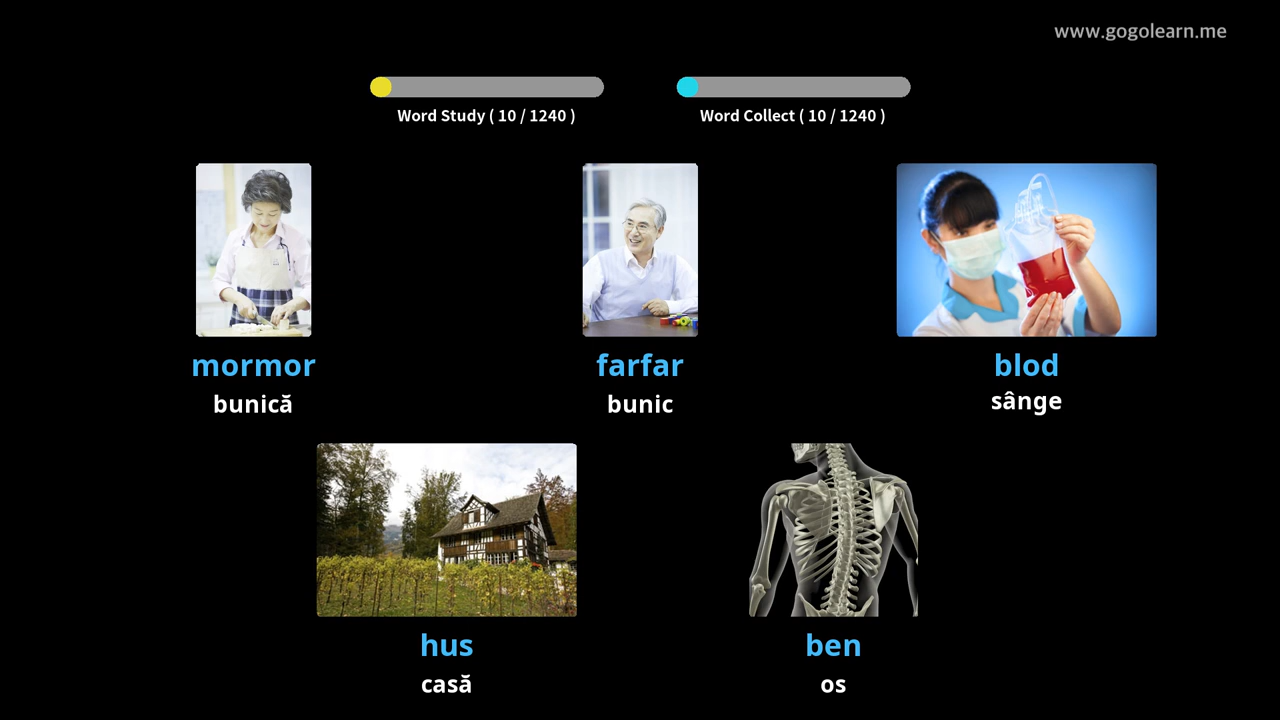 www.gogolearn.me
Word Study ( 10 / 1240 )
Word Collect ( 10 / 1240 )
mormor
bunică
farfar
bunic
blod
sânge
hus
casă
ben
os